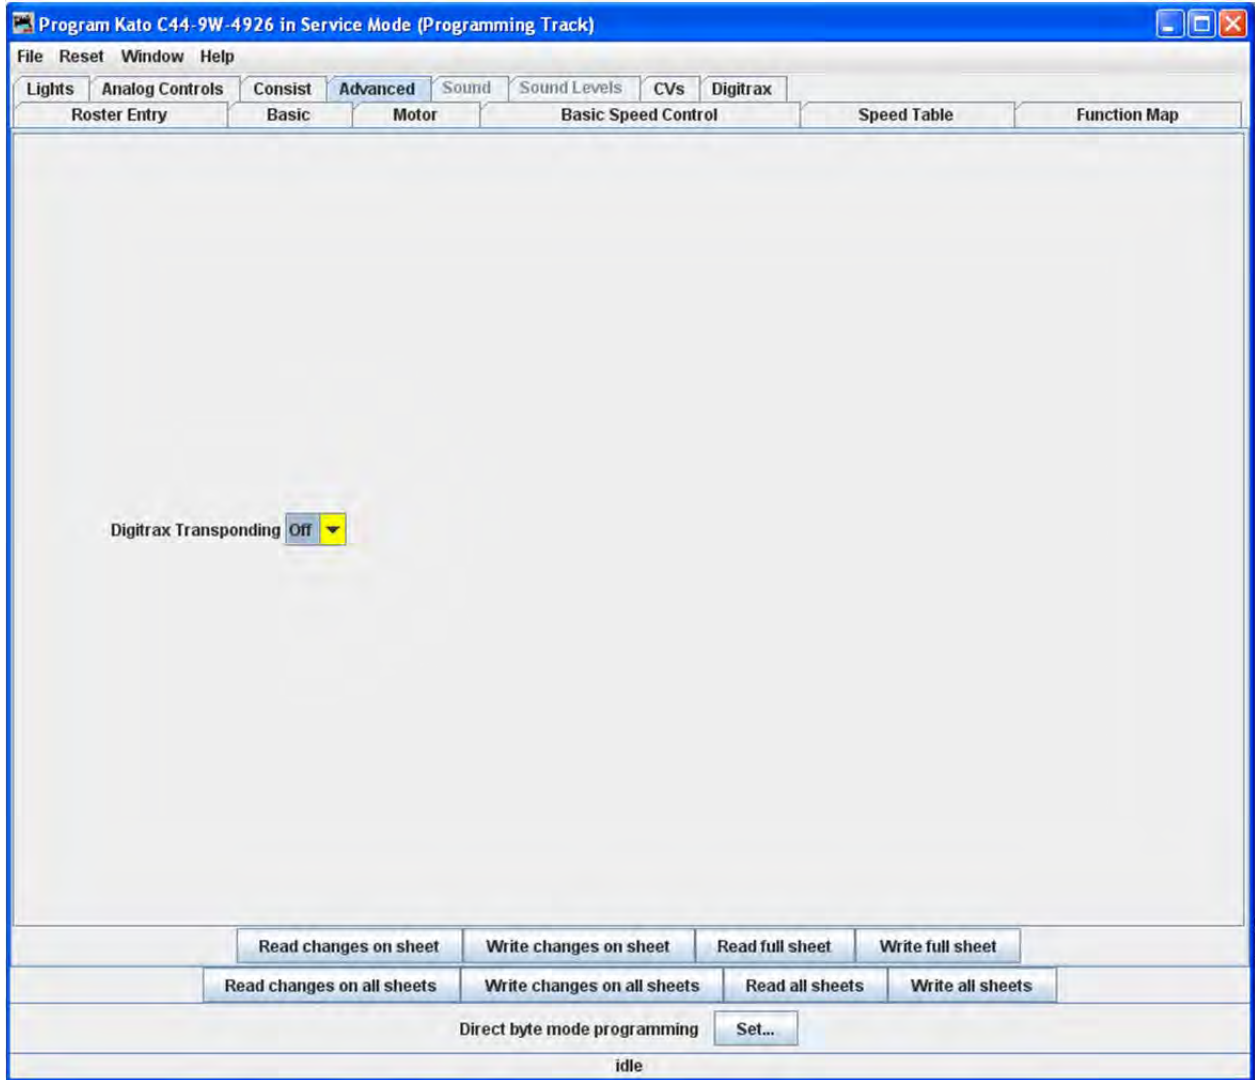 Program Kato C44-9W-4926 in Service Mode (Programming Track)
File Reset Window Help
Lights Analog Controls Consist Advanced Sound Sound Levels CVs Digitrax
Roster Entry Basic Motor Basic Speed Control Speed Table Function Map
Digitrax Transponding Off
Read changes on sheet Write changes on sheet Read full sheet Write full sheet
Read changes on all sheets Write changes on all sheets Read all sheets Write all sheets
Direct byte mode programming Set...
idle